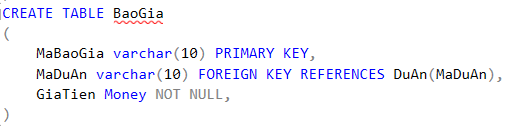 CREATE TABLE BaoGia
(
    MaBaoGia varchar(10) PRIMARY KEY,
    MaDuAn varchar(10) FOREIGN KEY REFERENCES DuAn(MaDuAn),
    GiaTien Money NOT NULL,
)